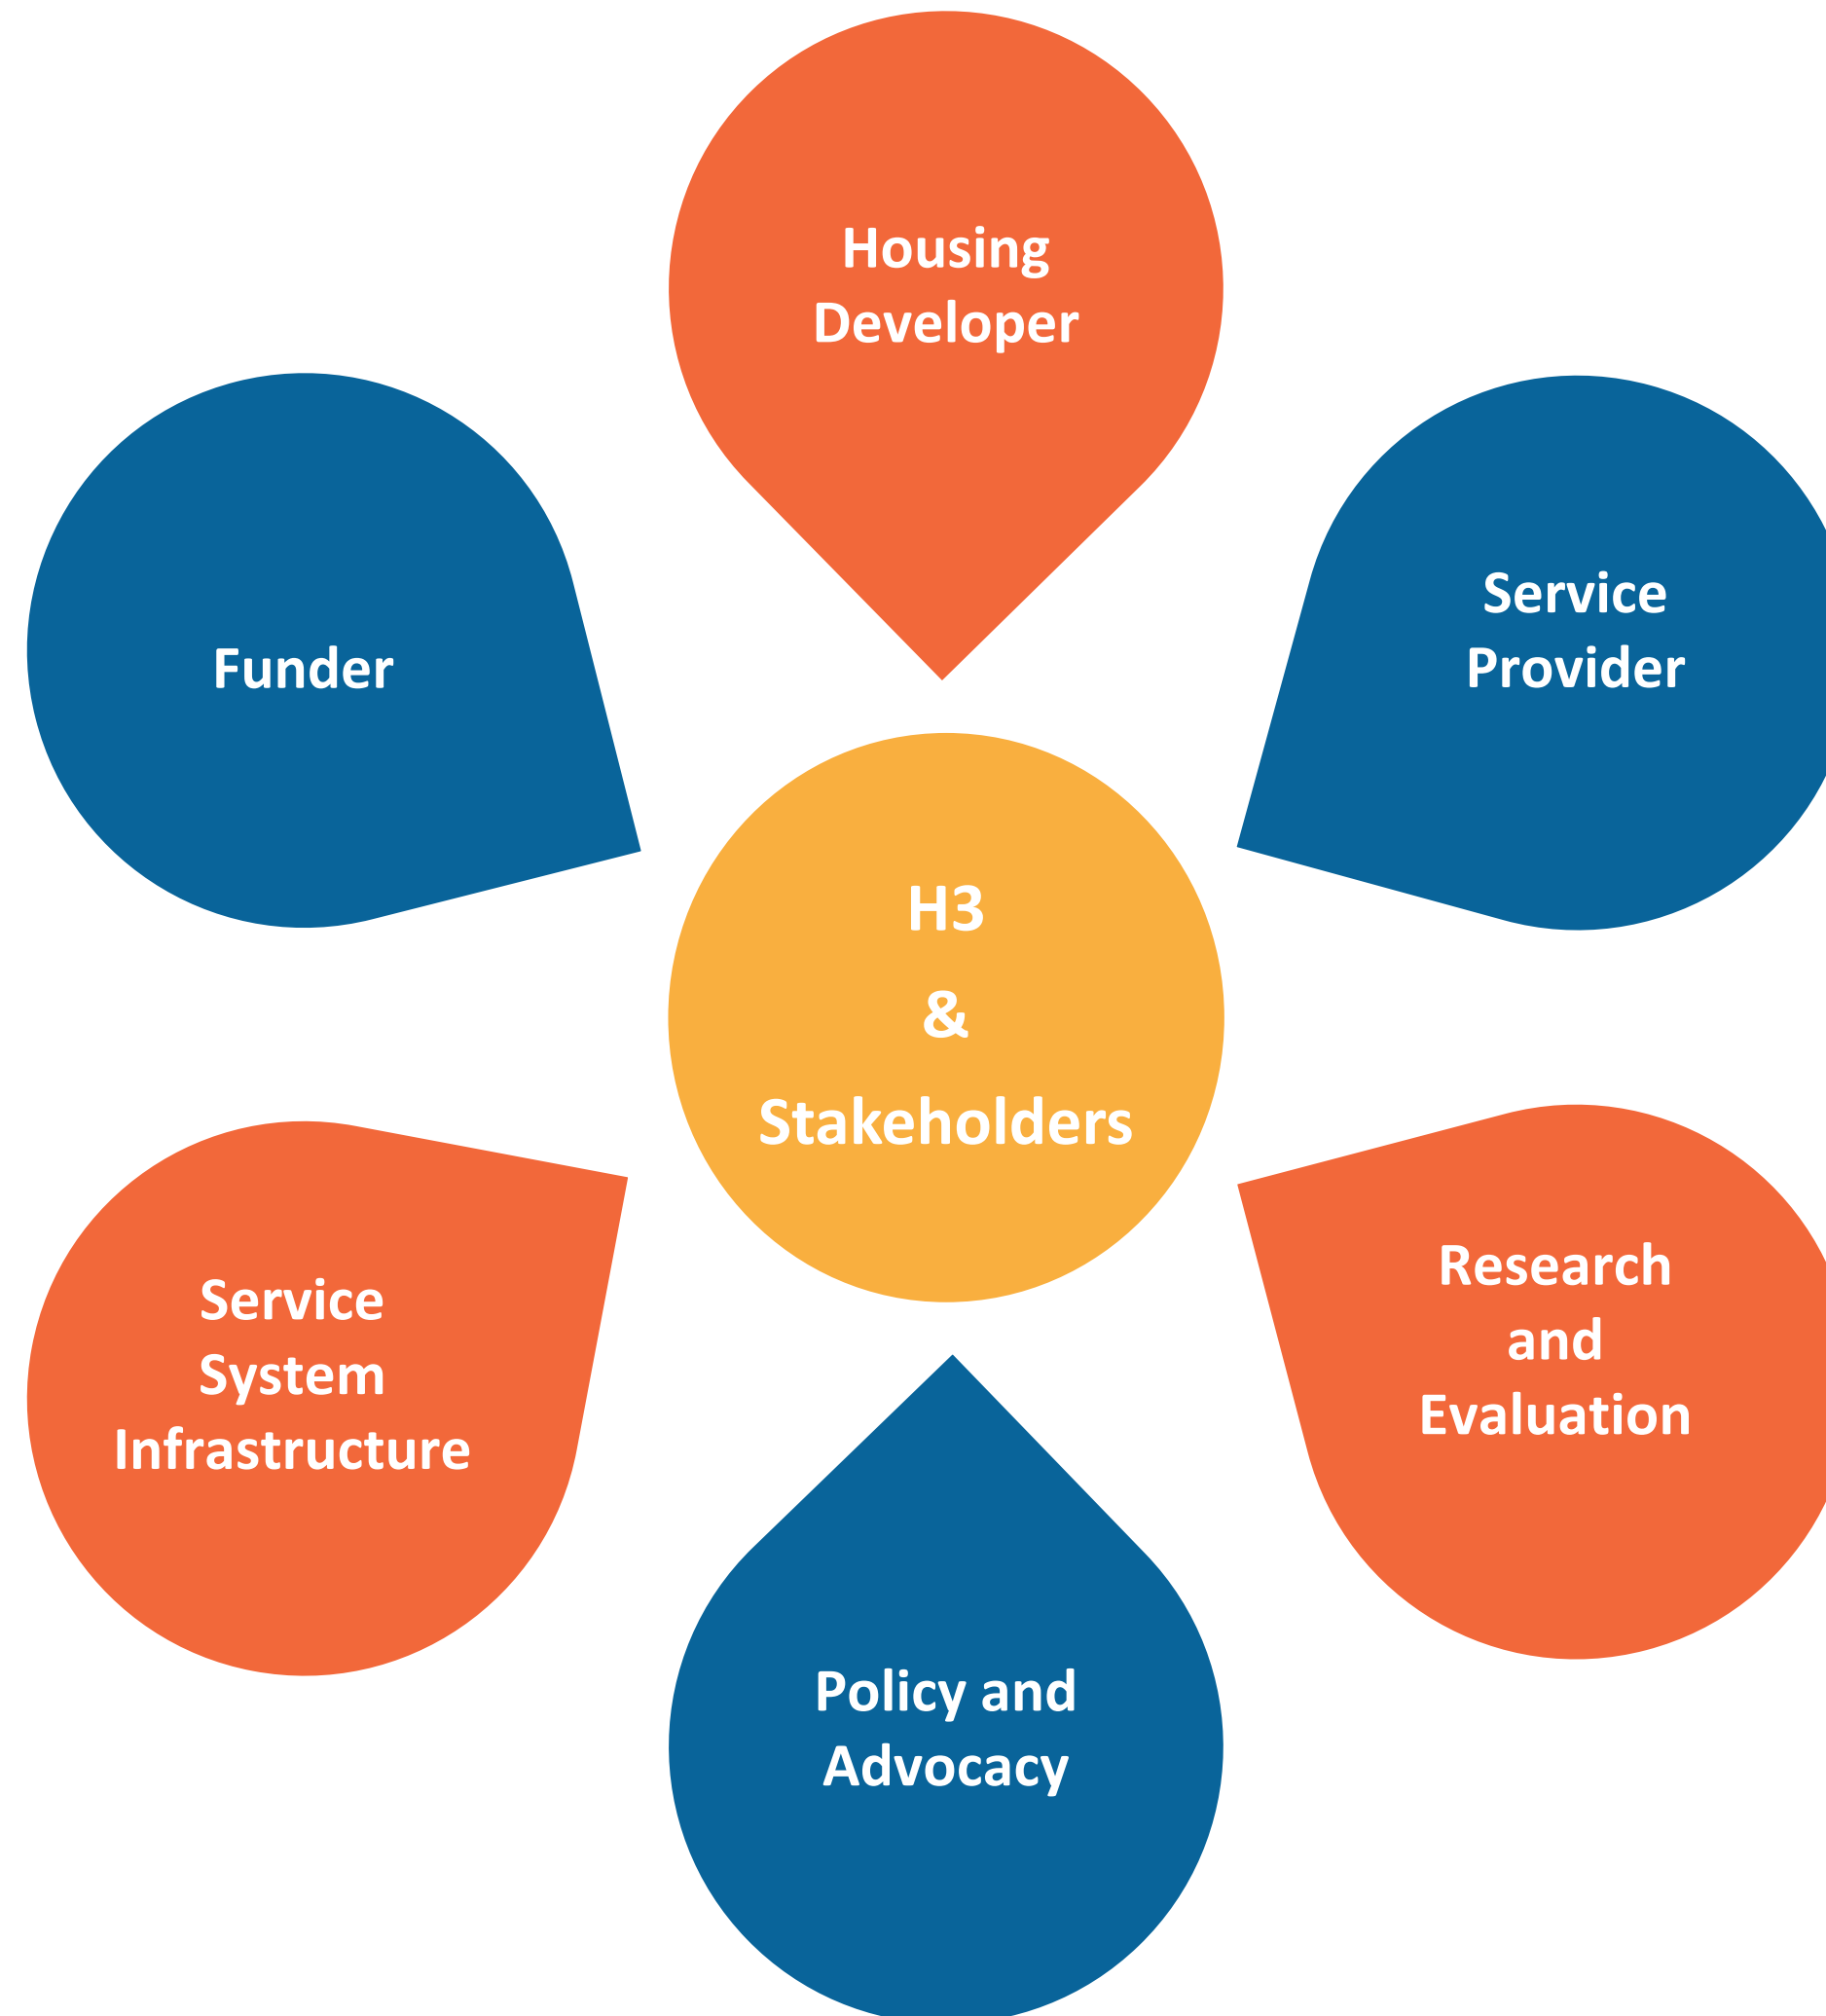 Housing
Developer
Service
Provider
Funder
H3
&
Stakeholders
Research
and
Evaluation
Service
System
Infrastructure
Policy and
Advocacy